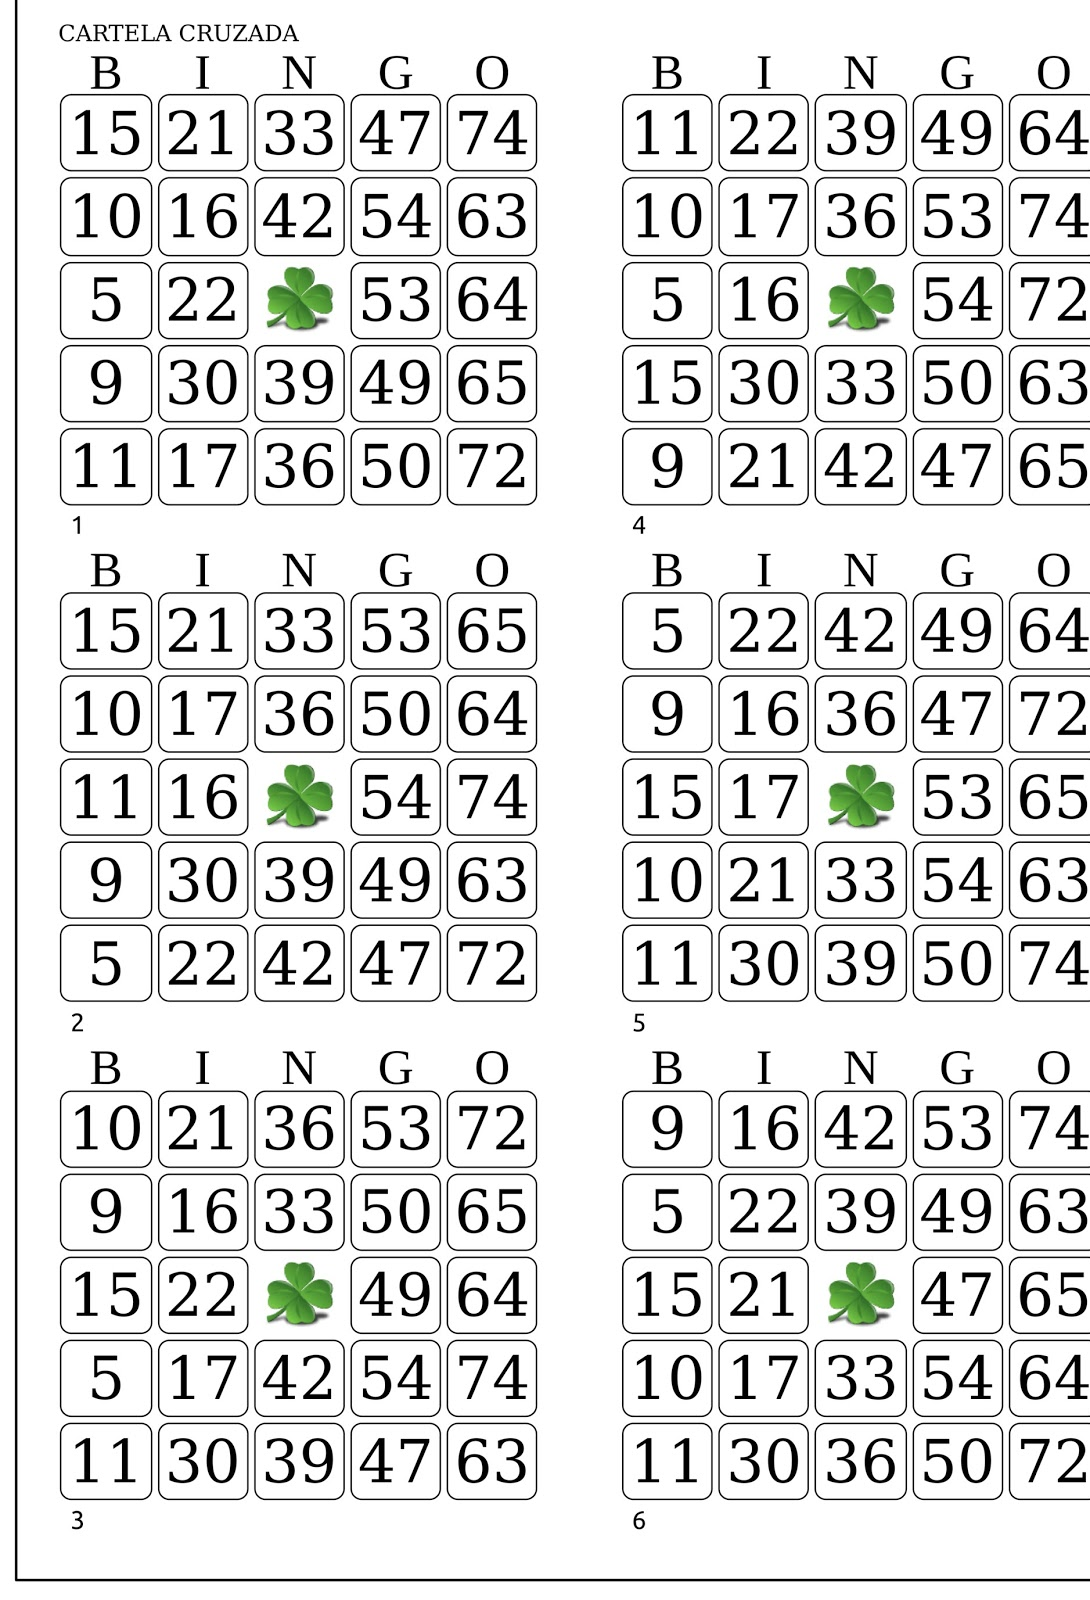 CARTELA CRUZADA
B I N G O
15 21 33 47 74
10 16 42 54 63
5 22 53 64
9 30 39 49 65
11 17 36 50 72
1
B I N G O
15 21 33 53 65
10 17 36 50 64
11 16 54 74
9 30 39 49 63
5 22 42 47 72
2
B I N G O
10 21 36 53 72
9 16 33 50 65
15 22 49 64
5 17 42 54 74
11 30 39 47 63
3
B I N G O
11 22 39 49 64
10 17 36 53 74
5 16 54 72
15 30 33 50 63
9 21 42 47 65
4
B I N G O
5 22 42 49 64
9 16 36 47 72
15 17 53 65
10 21 33 54 63
11 30 39 50 74
5
B I N G O
9 16 42 53 74
5 22 39 49 63
15 21 47 65
10 17 33 54 64
11 30 36 50 72
6